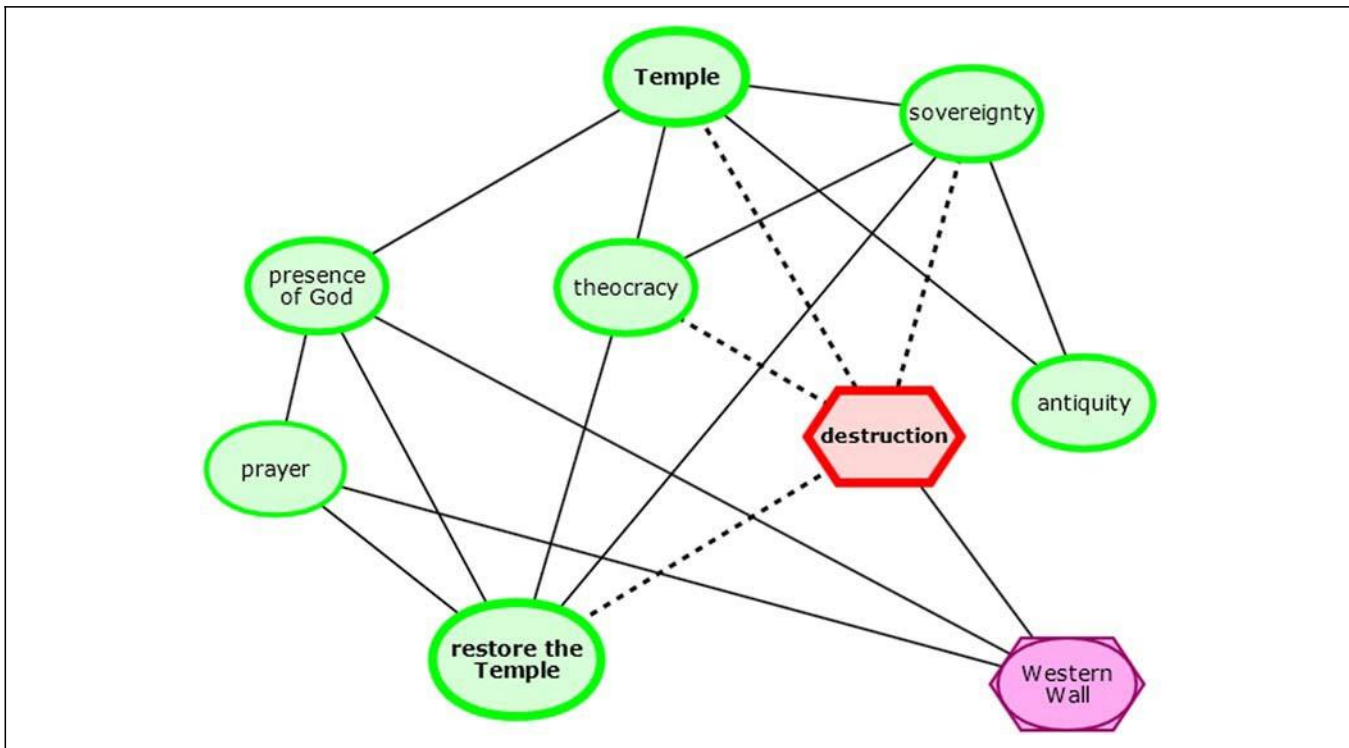 Temple
sovereignty
presence
of God
theocracy
antiquity
destruction
prayer
restore the
Temple
Western
Wall